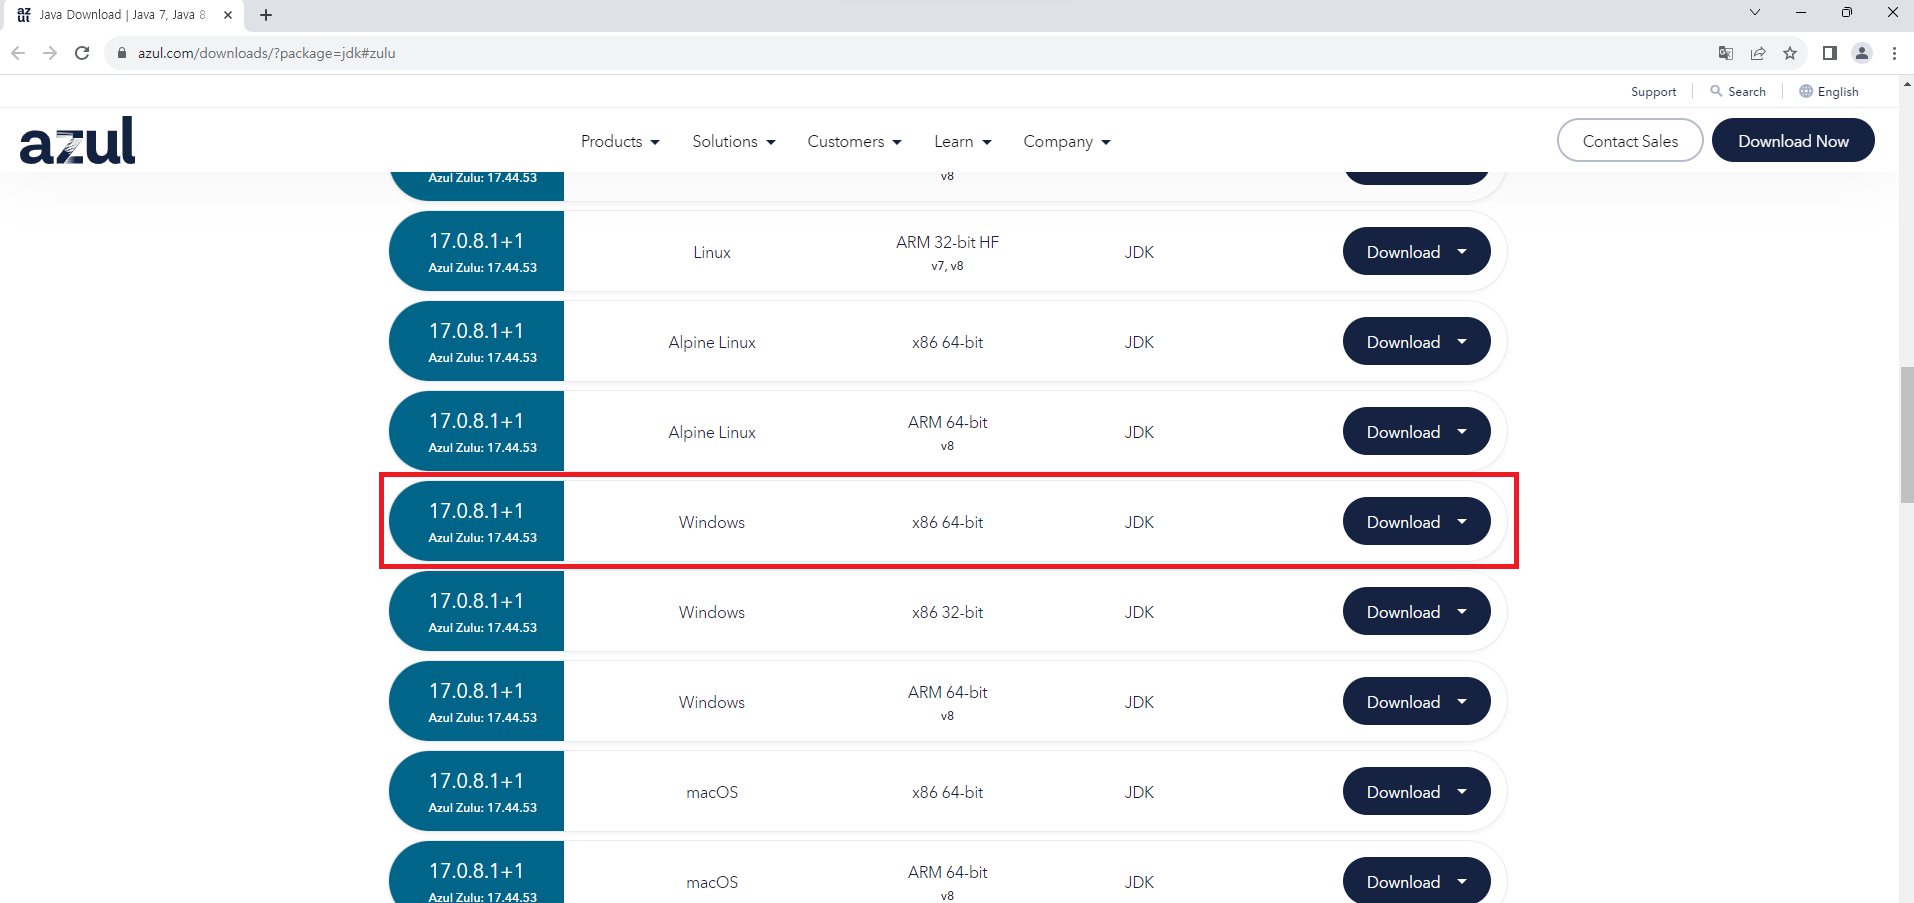 Java Download | Java 7, Java 8,
azul.com/downloads/?package=jdk#zulu
Support
Search
English
azul
Products
Solutions
Customers
Learn
Company
Contact Sales
Download Now
Azul Zulu: 17.44.53
v8
17.0.8.1+1
Azul Zulu: 17.44.53
Linux
ARM 32-bit HF
v7, v8
JDK
Download
17.0.8.1+1
Azul Zulu: 17.44.53
Alpine Linux
x86 64-bit
JDK
Download
17.0.8.1+1
Azul Zulu: 17.44.53
Alpine Linux
ARM 64-bit
v8
JDK
Download
17.0.8.1+1
Azul Zulu: 17.44.53
Windows
x86 64-bit
JDK
Download
17.0.8.1+1
Azul Zulu: 17.44.53
Windows
x86 32-bit
JDK
Download
17.0.8.1+1
Azul Zulu: 17.44.53
Windows
ARM 64-bit
v8
JDK
Download
17.0.8.1+1
Azul Zulu: 17.44.53
macOS
x86 64-bit
JDK
Download
17.0.8.1+1
Azul Zulu: 17.44.53
macOS
ARM 64-bit
v8
JDK
Download